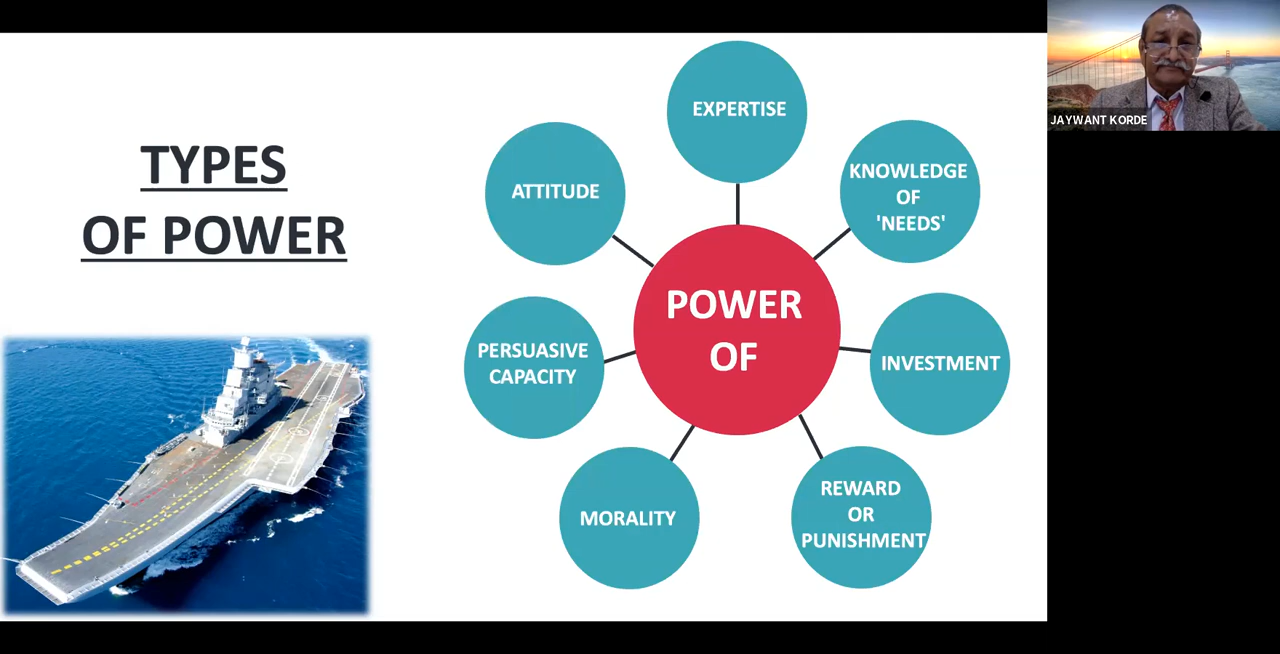 TYPES
OF POWER
POWER
OF
EXPERTISE
KNOWLEDGE
OF
'NEEDS'
INVESTMENT
REWARD
OR
PUNISHMENT
MORALITY
PERSUASIVE
CAPACITY
ATTITUDE
JAYWANT KORDE